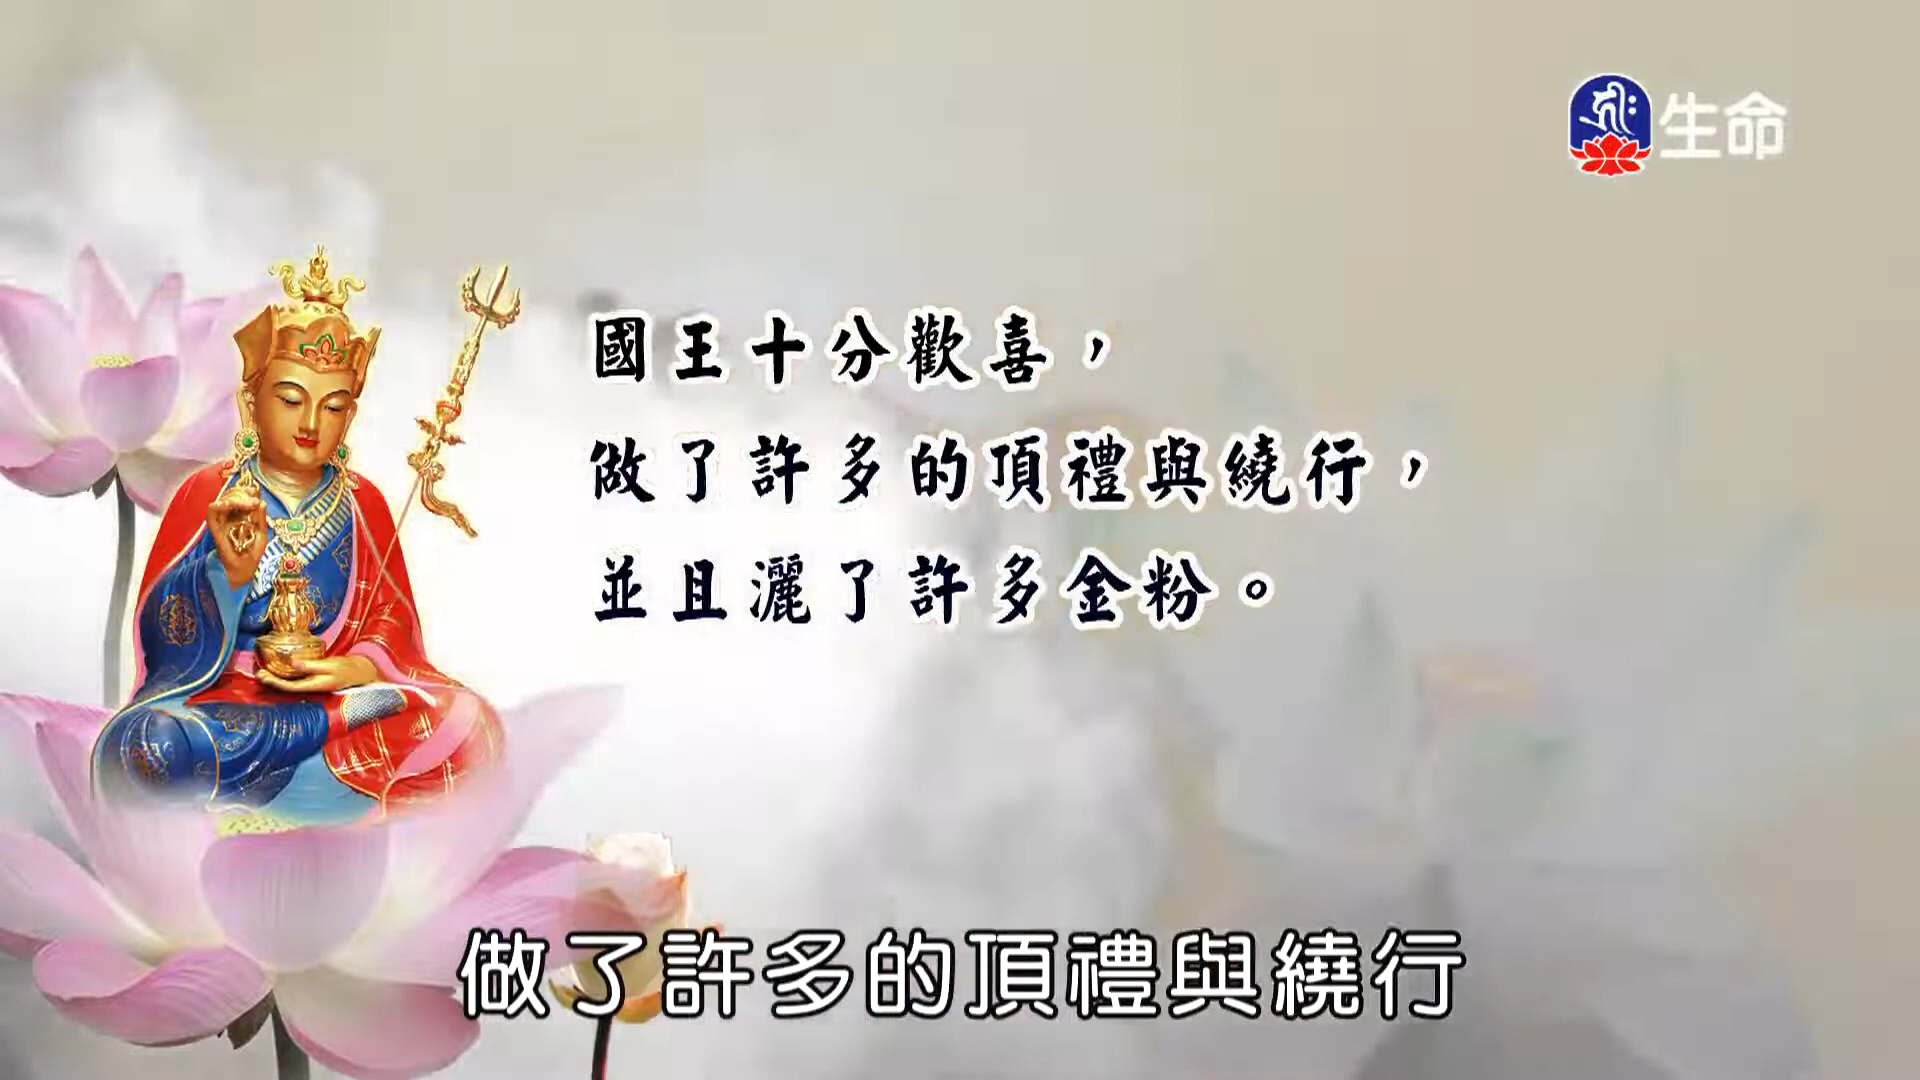 生命
國王十分歡喜，
做了許多的頂禮與繞行，
並且灑了許多金粉。
做了許多的頂禮與繞行